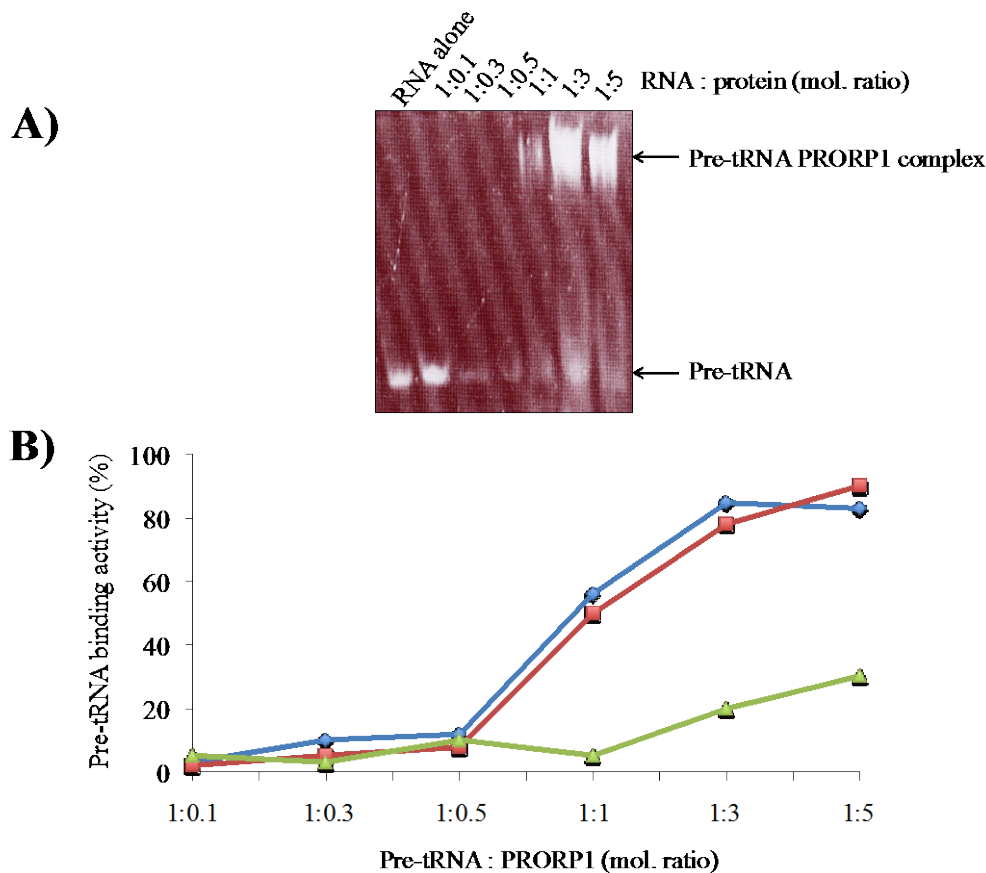 A)
RNA alone
1:0.1
1:0.3
1:0.5
1:1
1:3
1:5
RNA : protein (mol. ratio)
Pre-tRNA PRORP1 complex
Pre-tRNA
B)
Pre-tRNA binding activity (%)
100
80
60
40
20
0
1:0.1 1:0.3 1:0.5 1:1 1:3 1:5
Pre-tRNA : PRORP1 (mol. ratio)